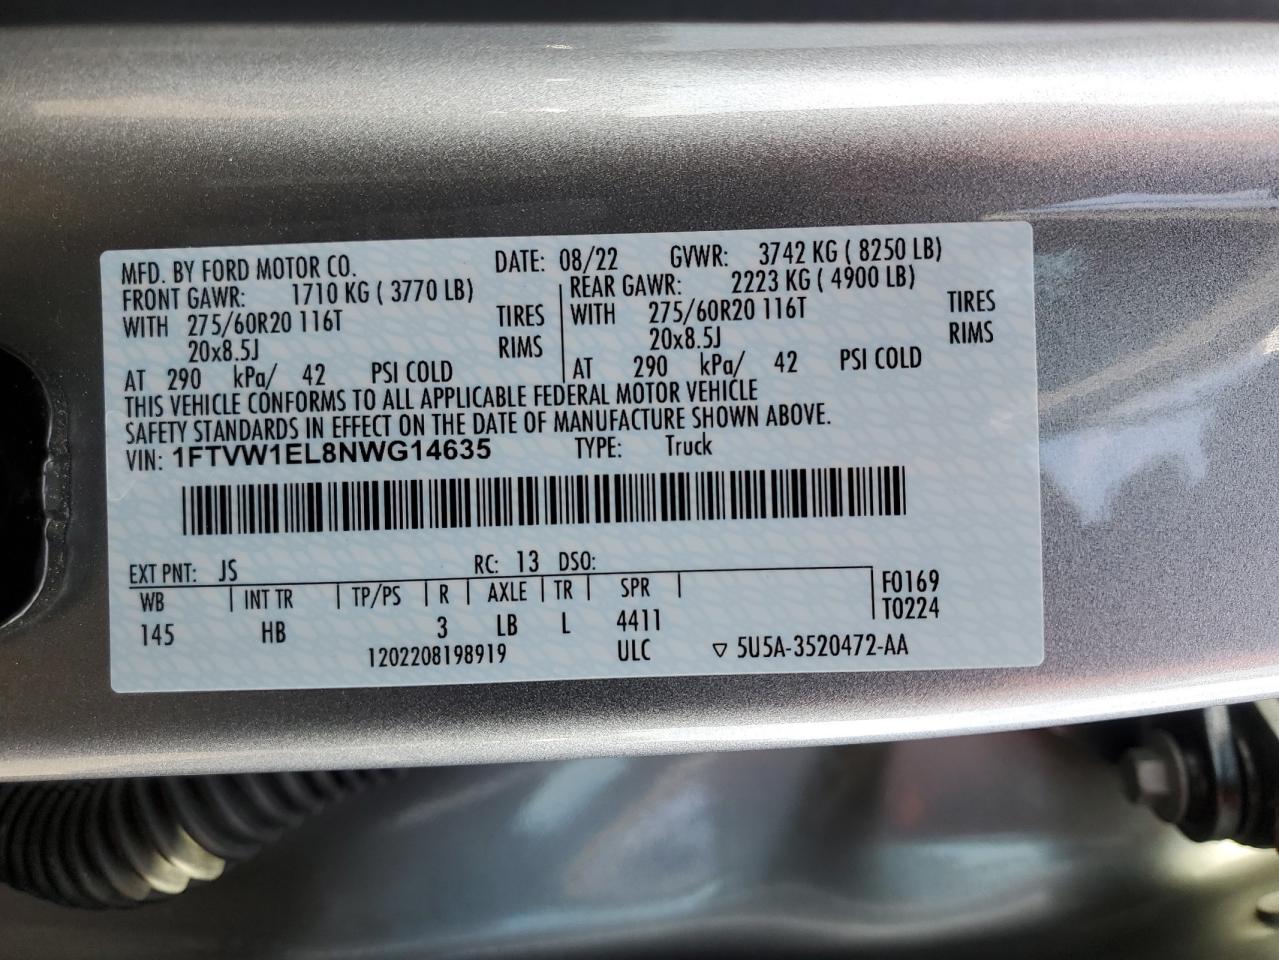 MFD. BY FORD MOTOR CO. DATE: 08/22 GVWR: 3742 KG ( 8250 LB)
FRONT GAWR: 1710 KG ( 3770 LB) REAR GAWR: 2223 KG ( 4900 LB)
WITH 275/60R20 116T TIRES WITH 275/60R20 116T TIRES
20x8.5J RIMS 20x8.5J RIMS
AT 290 kPa/ 42 PSI COLD AT 290 kPa/ 42 PSI COLD
THIS VEHICLE CONFORMS TO ALL APPLICABLE FEDERAL MOTOR VEHICLE
SAFETY STANDARDS IN EFFECT ON THE DATE OF MANUFACTURE SHOWN ABOVE.
VIN: 1FTVW1EL8NWG14635 TYPE: Truck
EXT PNT: JS RC: 13 DSO:
WB INT TR TP/PS R AXLE TR SPR F0169
145 HB 3 LB L 4411 T0224
1202208198919 ULC ▽ 5U5A-3520472-AA